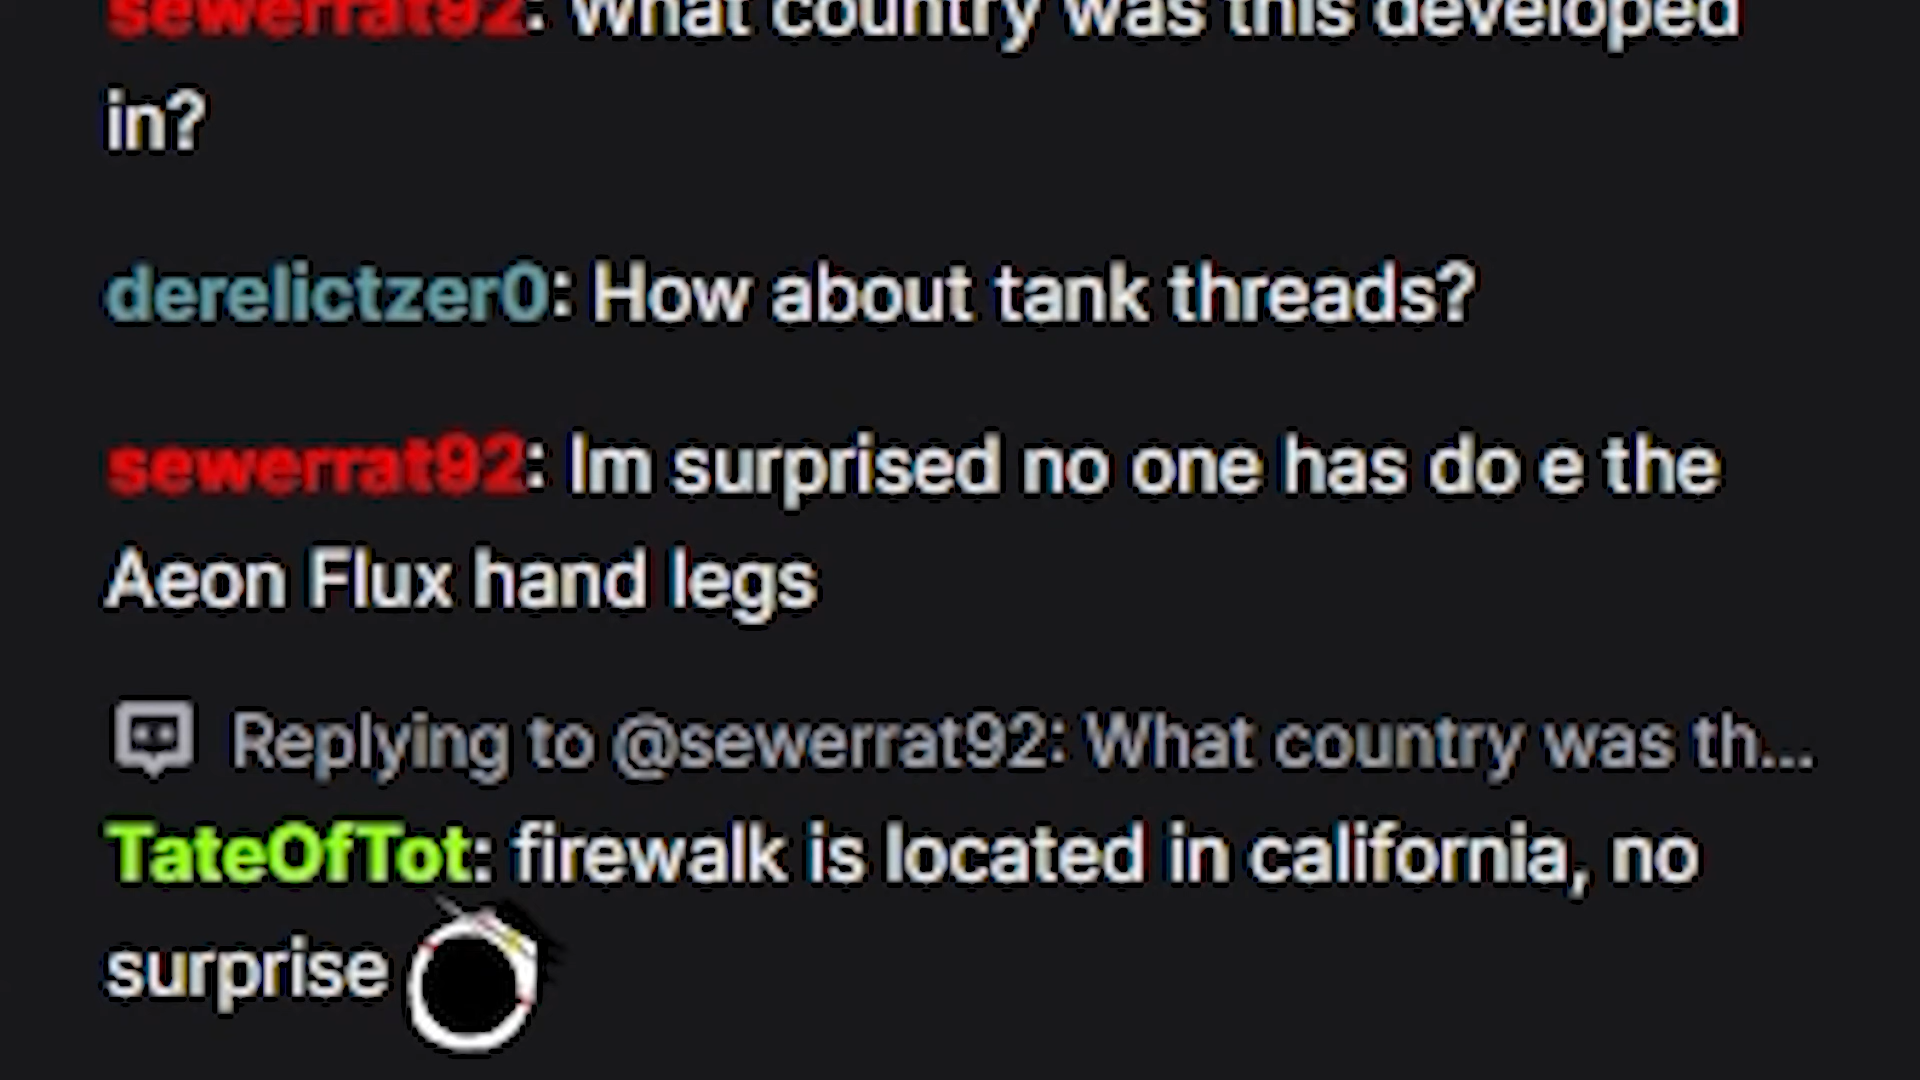 sewerrat92: What country was this developed
in?
derelictzer0: How about tank threads?
sewerrat92: Im surprised no one has do e the
Aeon Flux hand legs
Replying to @sewerrat92: What country was th...
TateOfTot: firewalk is located in california, no
surprise